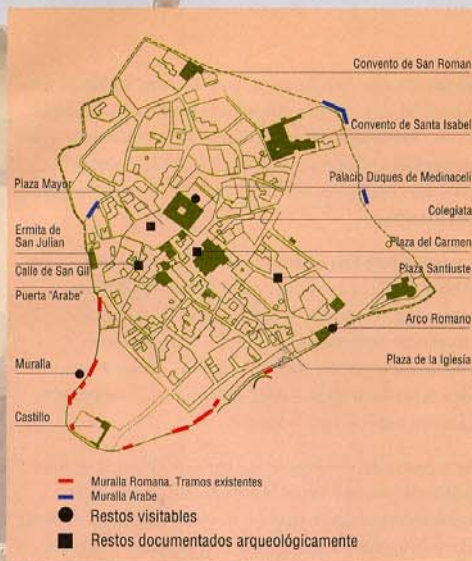 Convento de San Roman
Convento de Santa Isabel
Palacio Duques de Medinaceli
Colegiata
Plaza del Carmen
Plaza Santiuste
Arco Romano
Plaza de la Iglesia
Plaza Mayor
Ermita de
San Julian
Calle de San Gil
Puerta "Arabe"
Muralla
Castillo
Muralla Romana. Tramos existentes
Muralla Arabe
Restos visitables
Restos documentados arqueológicamente